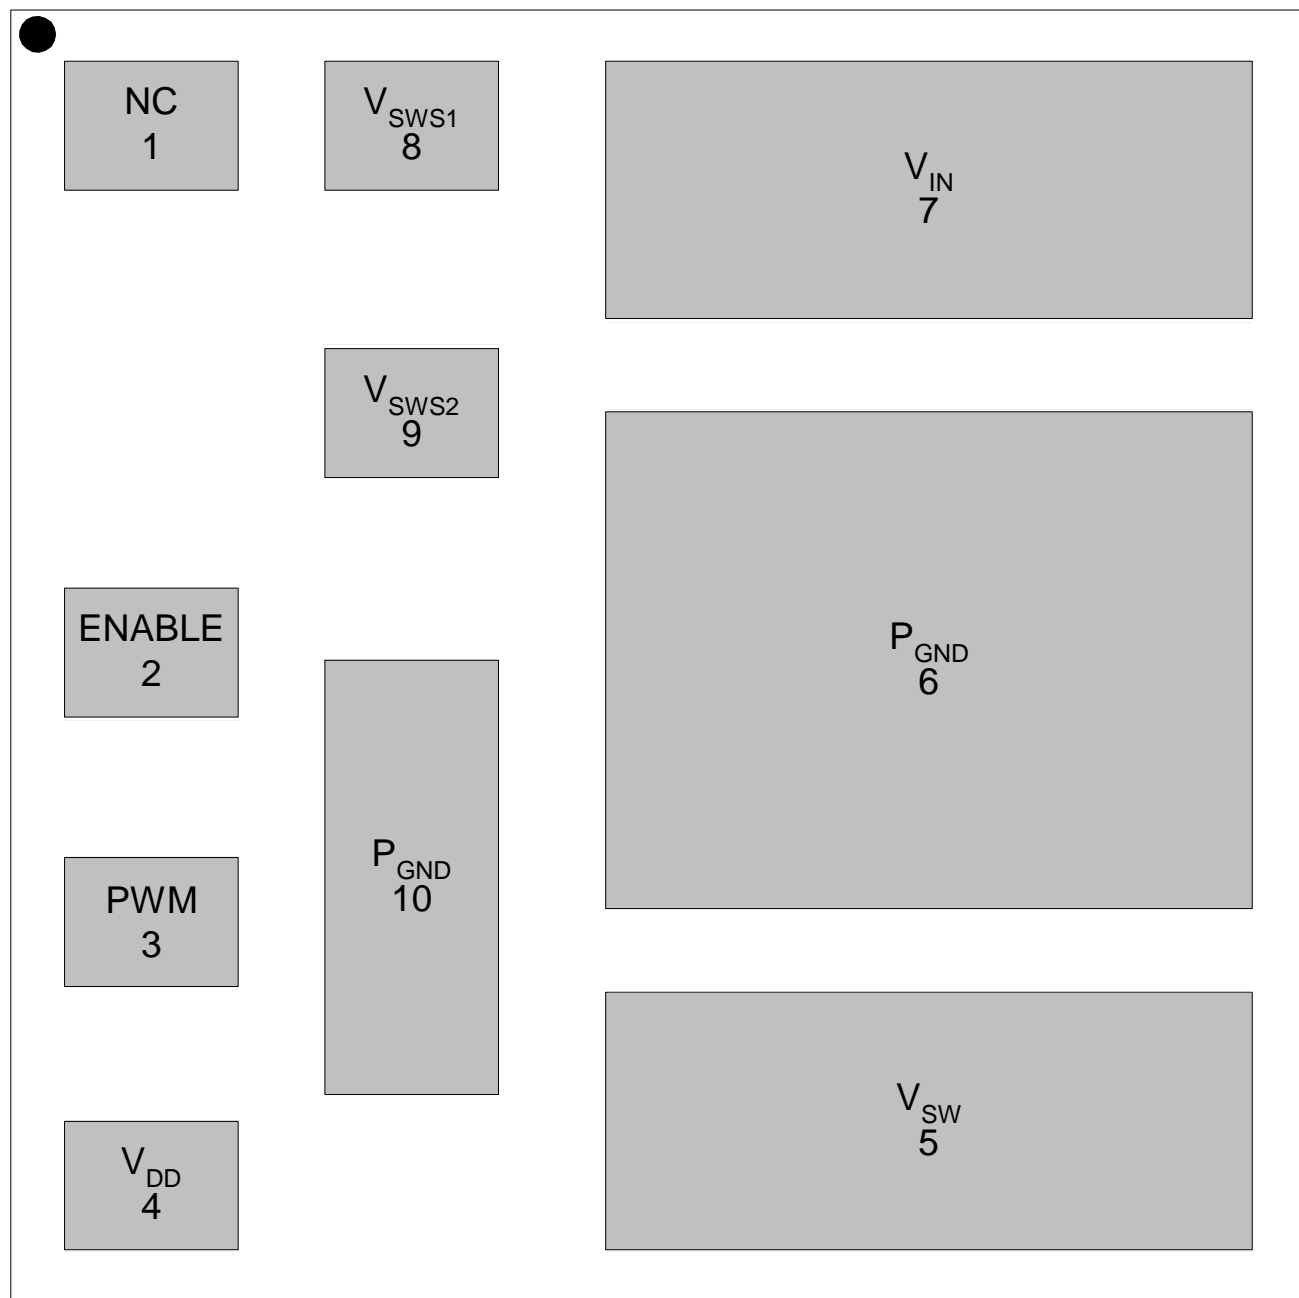 NC
1
V_SWS1
8
V_IN
7
V_SWS2
9
ENABLE
2
P_GND
6
P_GND
10
PWM
3
V_SW
5
V_DD
4